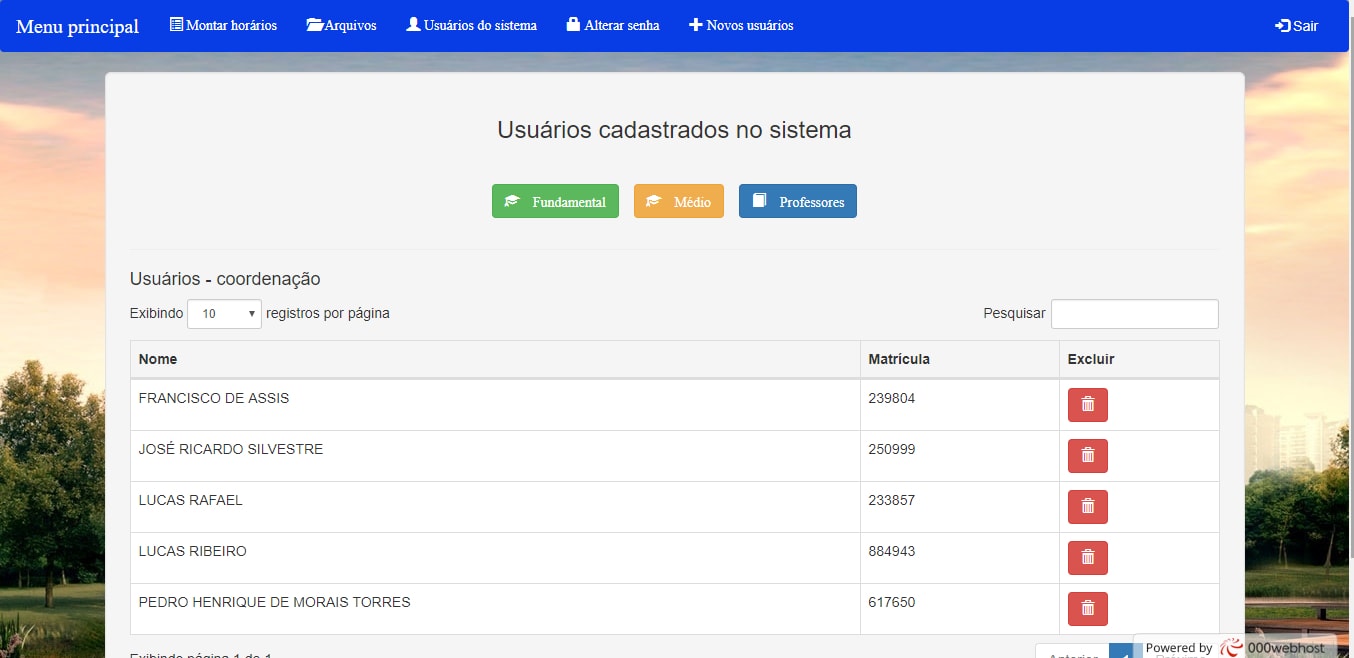 Menu principal Montar horários Arquivos Usuários do sistema Alterar senha Novos usuários Sair
Usuários cadastrados no sistema
Fundamental Médio Professores
Usuários - coordenação
Exibindo 10 registros por página Pesquisar
Nome Matrícula Excluir
FRANCISCO DE ASSIS 239804
JOSÉ RICARDO SILVESTRE 250999
LUCAS RAFAEL 233857
LUCAS RIBEIRO 884943
PEDRO HENRIQUE DE MORAIS TORRES 617650
Exibindo página 1 de 1 Anterior 1 Próximo
Powered by 000webhost